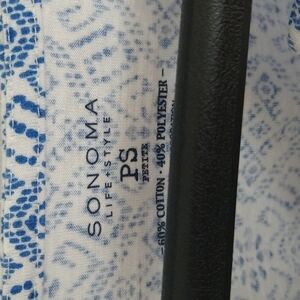 SONOMA
LIFE + STYLE
PS
PETITE
— 60% COTTON · 40% POLYESTER —